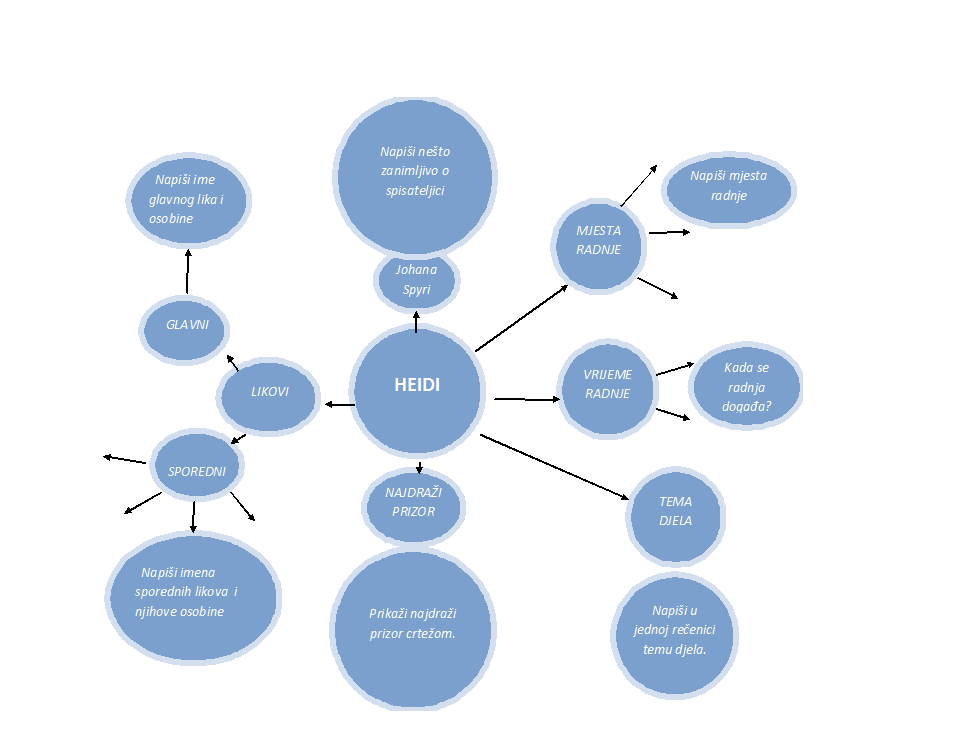 Napiši nešto
zanimljivo o
spisateljici
Napiši ime
glavnog lika i
osobine
Napiši mjesta
radnje
MJESTA
RADNJE
Johana
Spyri
GLAVNI
HEIDI
LIKOVI
VRIJEME
RADNJE
Kada se
radnja
događa?
SPOREDNI
NAJDRAŽI
PRIZOR
TEMA
DJELA
Napiši imena
sporednih likova i
njihove osobine
Prikaži najdraži
prizor crtežom.
Napiši u
jednoj rečenici
temu djela.